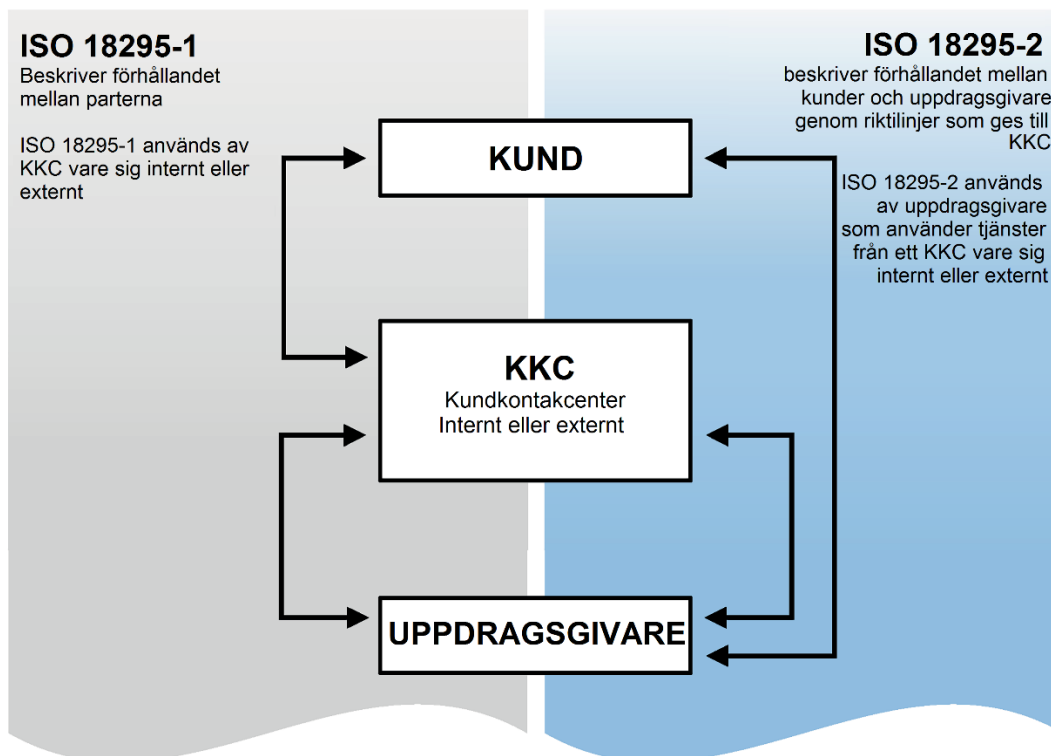 ISO 18295-1
Beskriver förhållandet
mellan parterna
ISO 18295-1 används av
KKC vare sig internt eller
externt
ISO 18295-2
beskriver förhållandet mellan
kunder och uppdragsgivare
genom riktilinjer som ges till
KKC
ISO 18295-2 används
av uppdragsgivare
som använder tjänster
från ett KKC vare sig
internt eller externt
KUND
KKC
Kundkontakcenter
Internt eller externt
UPPDRAGSGIVARE